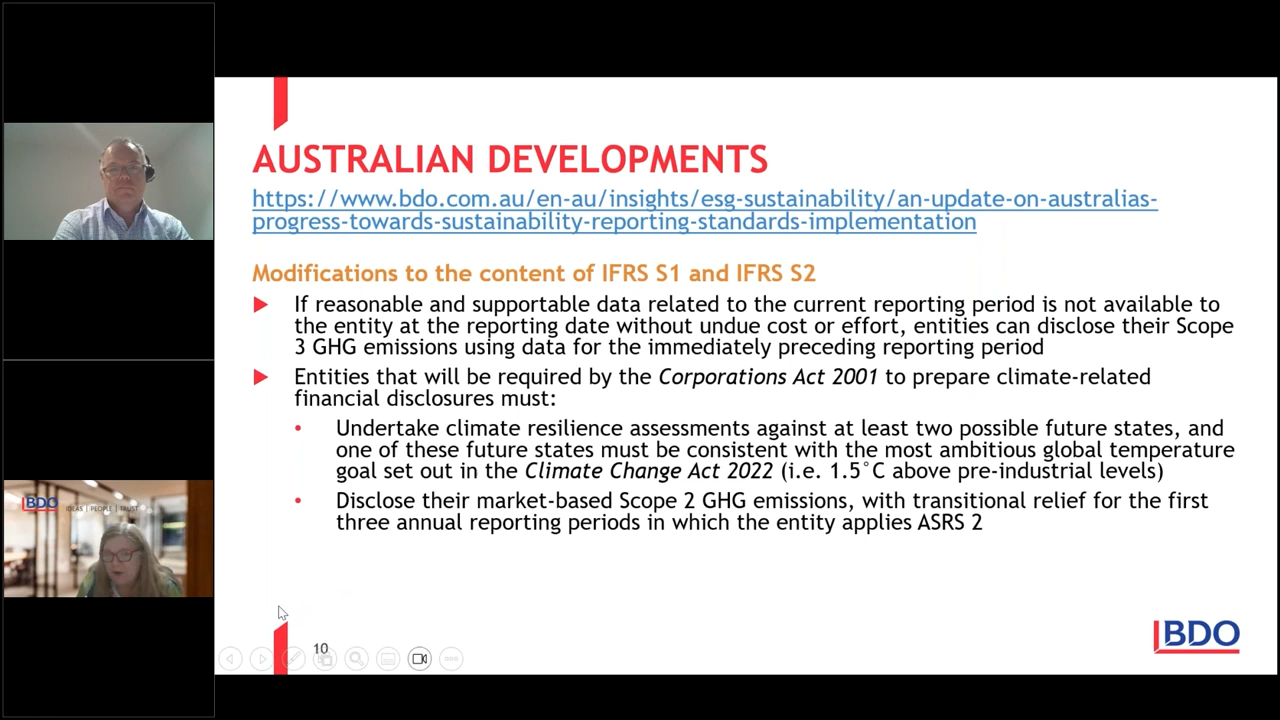 AUSTRALIAN DEVELOPMENTS
https://www.bdo.com.au/en-au/insights/esg-sustainability/an-update-on-australias-
progress-towards-sustainability-reporting-standards-implementation
Modifications to the content of IFRS S1 and IFRS S2
If reasonable and supportable data related to the current reporting period is not available to
the entity at the reporting date without undue cost or effort, entities can disclose their Scope
3 GHG emissions using data for the immediately preceding reporting period
Entities that will be required by the Corporations Act 2001 to prepare climate-related
financial disclosures must:
• Undertake climate resilience assessments against at least two possible future states, and
one of these future states must be consistent with the most ambitious global temperature
goal set out in the Climate Change Act 2022 (i.e. 1.5°C above pre-industrial levels)
• Disclose their market-based Scope 2 GHG emissions, with transitional relief for the first
three annual reporting periods in which the entity applies ASRS 2
BDO
IDEAS | PEOPLE | TRUST
10
BDO